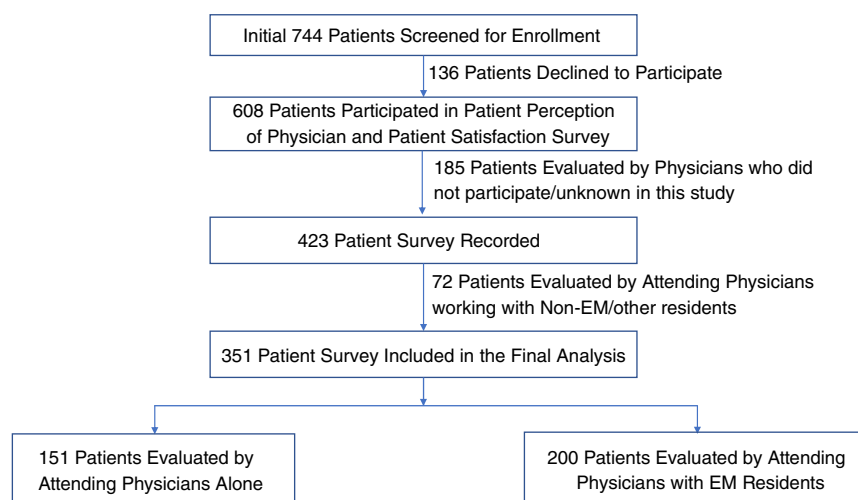 Initial 744 Patients Screened for Enrollment
136 Patients Declined to Participate
608 Patients Participated in Patient Perception
of Physician and Patient Satisfaction Survey
185 Patients Evaluated by Physicians who did
not participate/unknown in this study
423 Patient Survey Recorded
72 Patients Evaluated by Attending Physicians
working with Non-EM/other residents
351 Patient Survey Included in the Final Analysis
151 Patients Evaluated by
Attending Physicians Alone
200 Patients Evaluated by Attending
Physicians with EM Residents